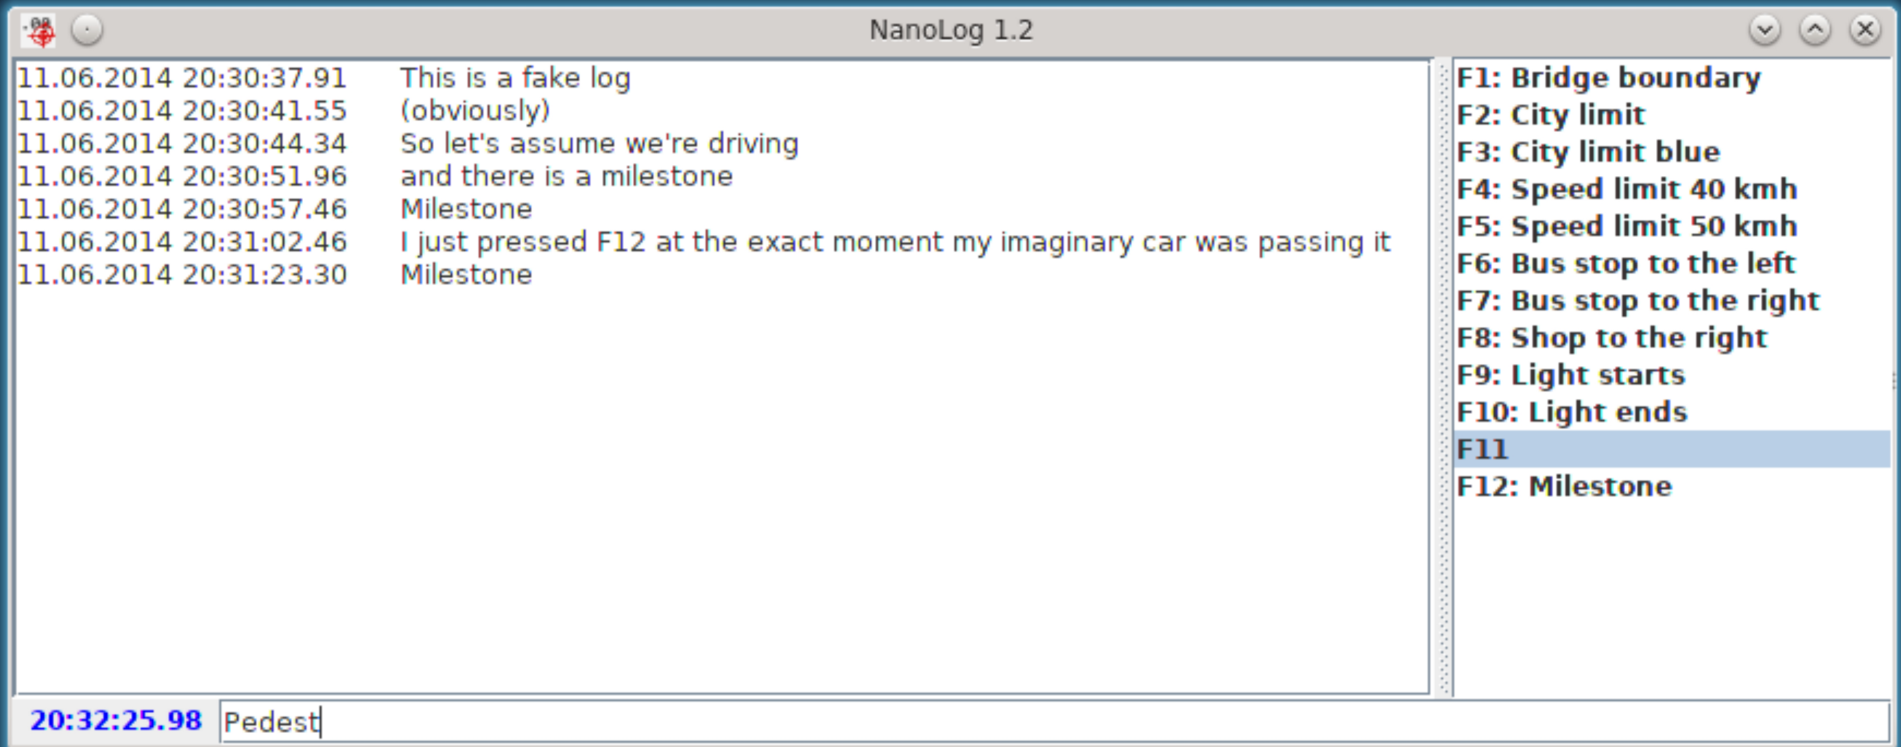 NanoLog 1.2
11.06.2014 20:30:37.91 This is a fake log
11.06.2014 20:30:41.55 (obviously)
11.06.2014 20:30:44.34 So let's assume we're driving
11.06.2014 20:30:51.96 and there is a milestone
11.06.2014 20:30:57.46 Milestone
11.06.2014 20:31:02.46 I just pressed F12 at the exact moment my imaginary car was passing it
11.06.2014 20:31:23.30 Milestone
F1: Bridge boundary
F2: City limit
F3: City limit blue
F4: Speed limit 40 kmh
F5: Speed limit 50 kmh
F6: Bus stop to the left
F7: Bus stop to the right
F8: Shop to the right
F9: Light starts
F10: Light ends
F11
F12: Milestone
20:32:25.98 Pedest